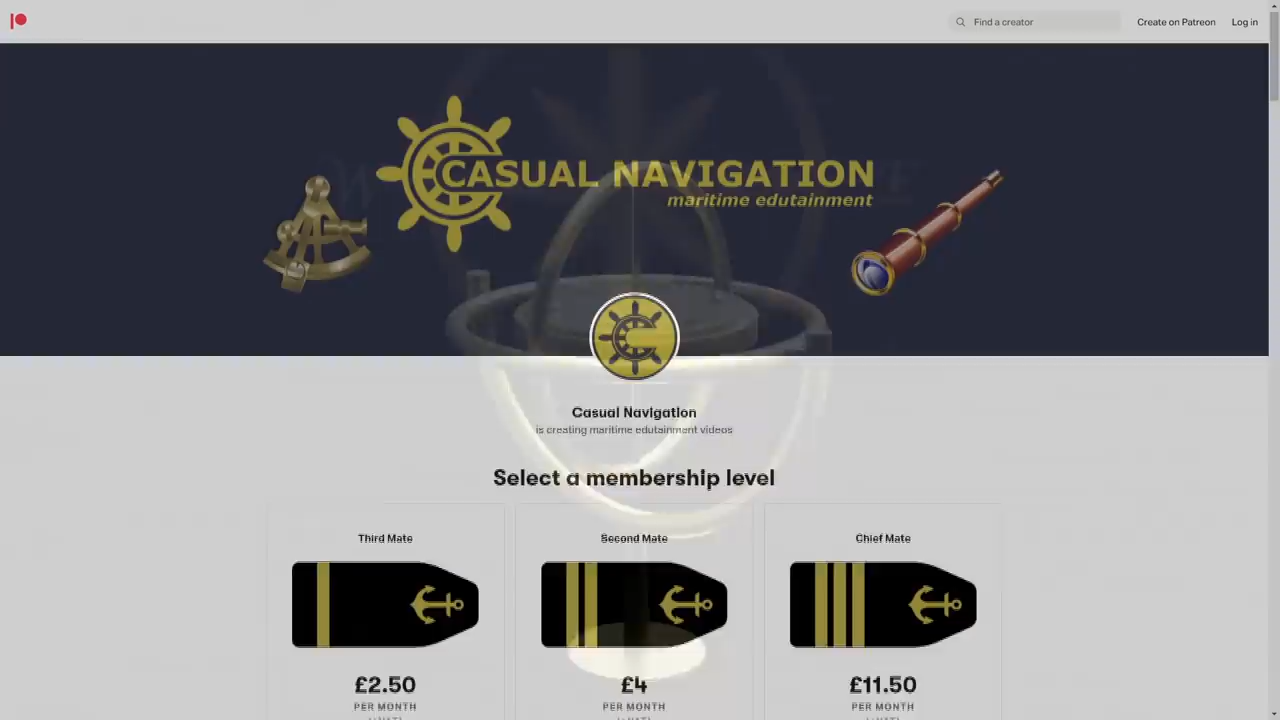 Find a creator
Create on Patreon
Log in
CASUAL NAVIGATION
maritime edutainment
Casual Navigation
is creating maritime edutainment videos
Select a membership level
Third Mate
Second Mate
Chief Mate
£2.50
£4
£11.50
PER MONTH
PER MONTH
PER MONTH